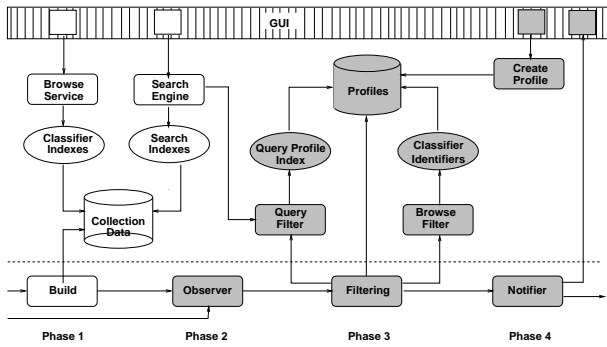 GUI
Browse
Service
Search
Engine
Create
Profile
Profiles
Classifier
Indexes
Search
Indexes
Query Profile
Index
Classifier
Identifiers
Collection
Data
Query
Filter
Browse
Filter
Build
Observer
Filtering
Notifier
Phase 1
Phase 2
Phase 3
Phase 4